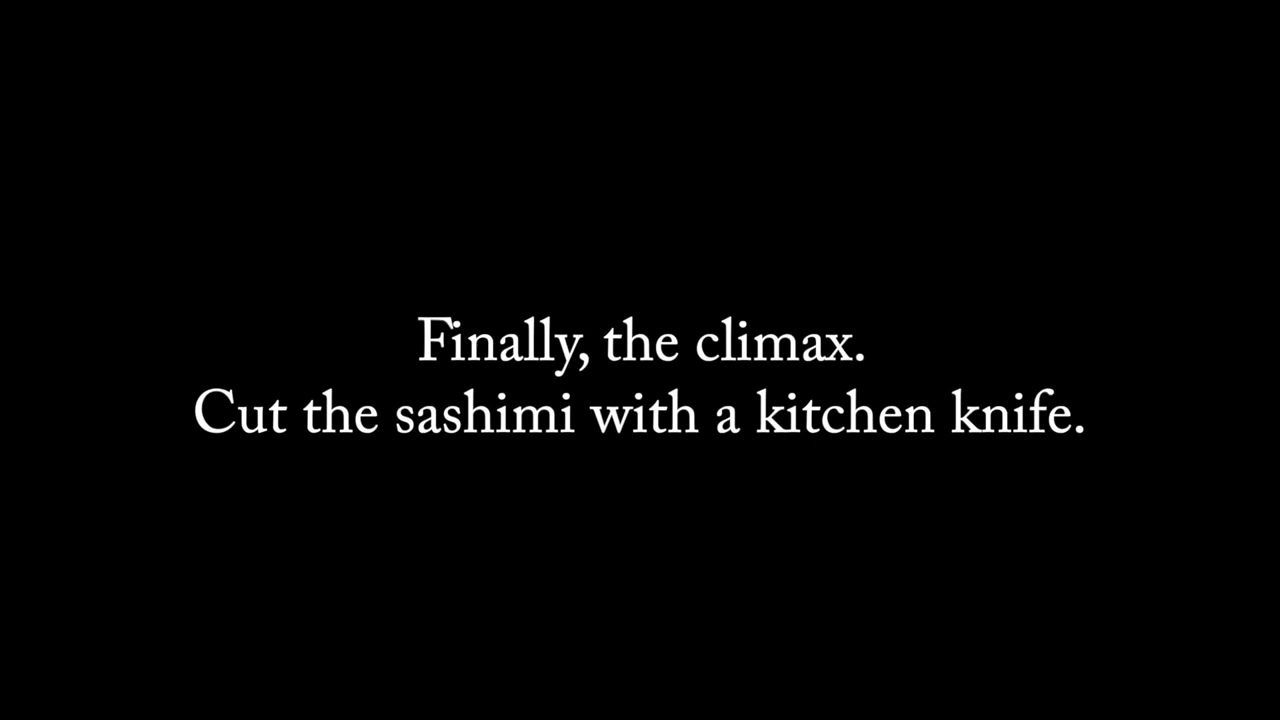 Finally, the climax.
Cut the sashimi with a kitchen knife.